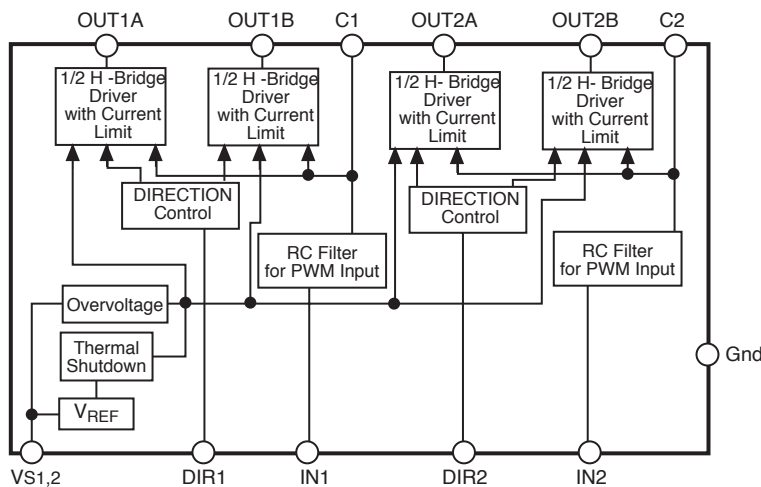 OUT1A
OUT1B
C1
OUT2A
OUT2B
C2
1/2 H -Bridge
Driver
with Current
Limit
1/2 H -Bridge
Driver
with Current
Limit
1/2 H- Bridge
Driver
with Current
Limit
1/2 H- Bridge
Driver
with Current
Limit
DIRECTION
Control
DIRECTION
Control
RC Filter
for PWM Input
RC Filter
for PWM Input
Overvoltage
Thermal
Shutdown
VREF
Gnd
VS1,2
DIR1
IN1
DIR2
IN2